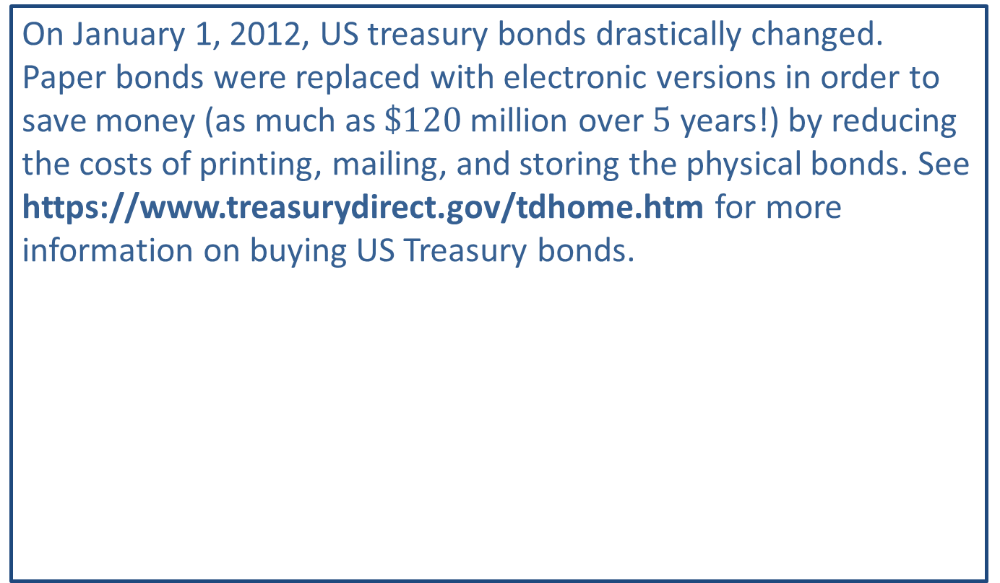 On January 1, 2012, US treasury bonds drastically changed.
Paper bonds were replaced with electronic versions in order to
save money (as much as $120 million over 5 years!) by reducing
the costs of printing, mailing, and storing the physical bonds. See
https://www.treasurydirect.gov/tdhome.htm for more
information on buying US Treasury bonds.